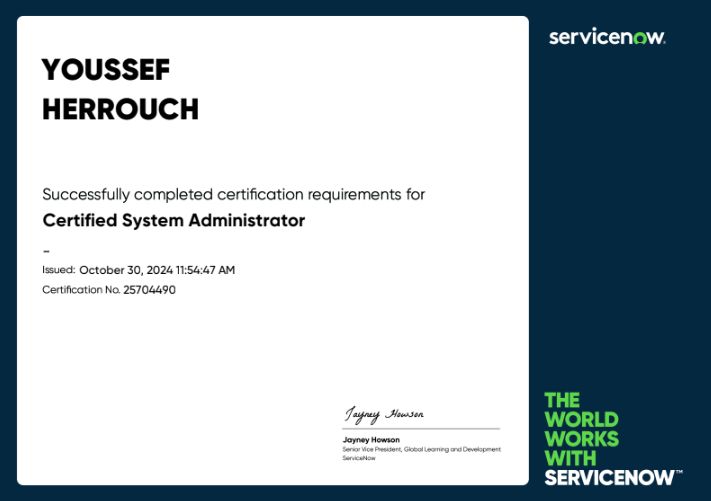 servicenow.
YOUSSEF
HERROUCH
Successfully completed certification requirements for
Certified System Administrator
–
Issued: October 30, 2024 11:54:47 AM
Certification No. 25704490
Jayney Howson
Jayney Howson
Senior Vice President, Global Learning and Development
ServiceNow
THE
WORLD
WORKS
WITH
SERVICENOW™